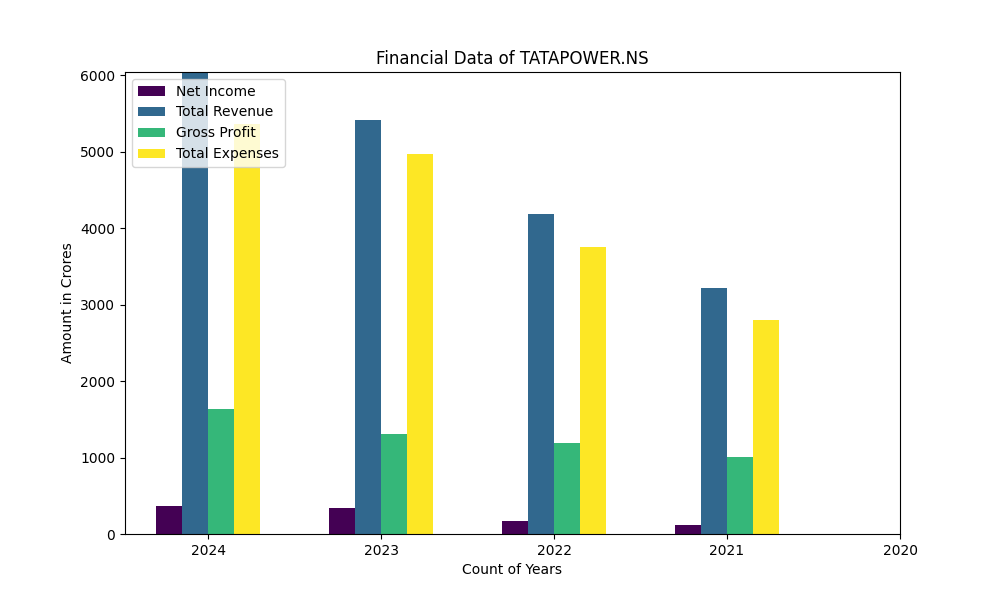 Financial Data of TATAPOWER.NS
6000
5000
4000
3000
2000
1000
0
Amount in Crores
Net Income
Total Revenue
Gross Profit
Total Expenses
2024 2023 2022 2021 2020
Count of Years